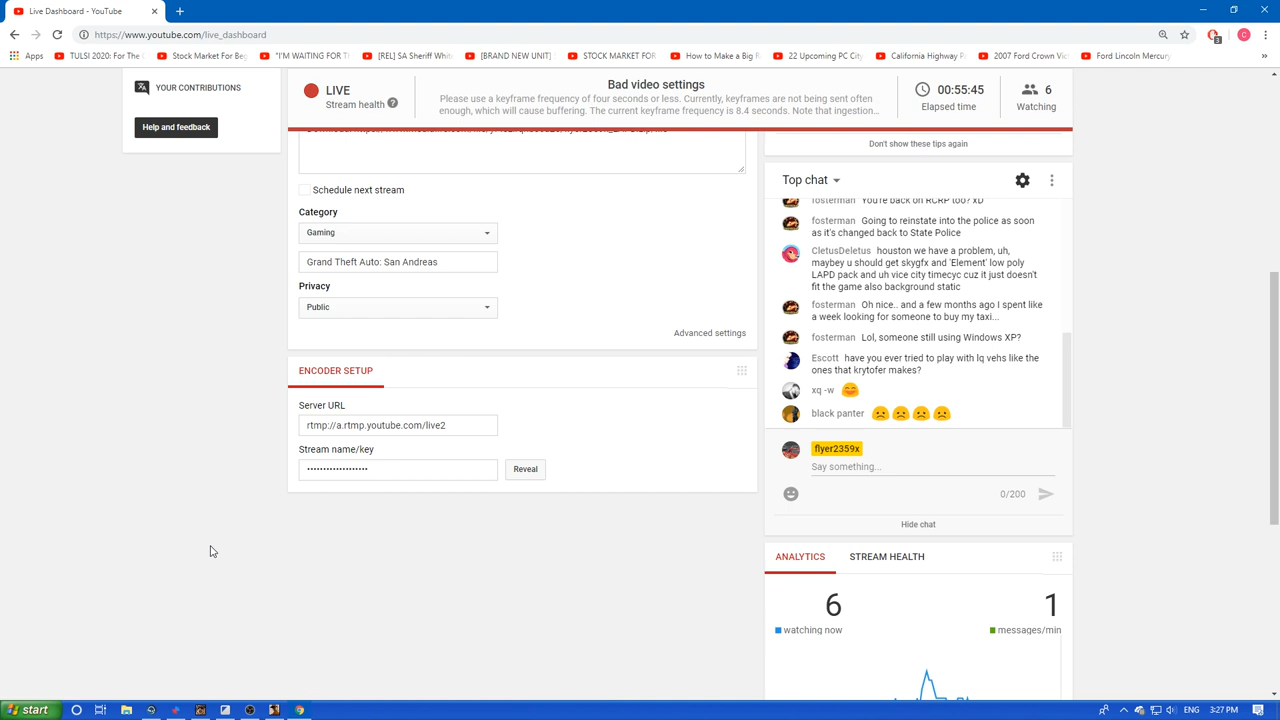 Live Dashboard - YouTube
https://www.youtube.com/live_dashboard
Apps
TULSI 2020: For The D
Stock Market For Beg
"I'M WAITING FOR T
[REL] SA Sheriff Whit
[BRAND NEW UNIT]
STOCK MARKET FOR
How to Make a Big R
22 Upcoming PC City
California Highway P
2007 Ford Crown Vic
Ford Lincoln Mercury
YOUR CONTRIBUTIONS
Help and feedback
LIVE
Stream health
Bad video settings
Please use a keyframe frequency of four seconds or less. Currently, keyframes are not being sent often
enough, which will cause buffering. The current keyframe frequency is 8.4 seconds. Note that ingestion...
00:55:45
Elapsed time
6
Watching
Schedule next stream
Category
Gaming
Grand Theft Auto: San Andreas
Privacy
Public
Advanced settings
ENCODER SETUP
Server URL
rtmp://a.rtmp.youtube.com/live2
Stream name/key
Reveal
Don't show these tips again
Top chat
fosterman You're back on RCRP too? xD
fosterman Going to reinstate into the police as soon
as it's changed back to State Police
CletusDeletus houston we have a problem, uh,
maybey u should get skygfx and 'Element' low poly
LAPD pack and uh vice city timecyc cuz it just doesn't
fit the game also background static
fosterman Oh nice.. and a few months ago I spent like
a week looking for someone to buy my taxi...
fosterman Lol, someone still using Windows XP?
Escott have you ever tried to play with lq vehs like the
ones that krytofer makes?
xq -w
black panter
flyer2359x
Say something...
0/200
Hide chat
ANALYTICS
STREAM HEALTH
6
watching now
1
messages/min
start
ENG
3:27 PM